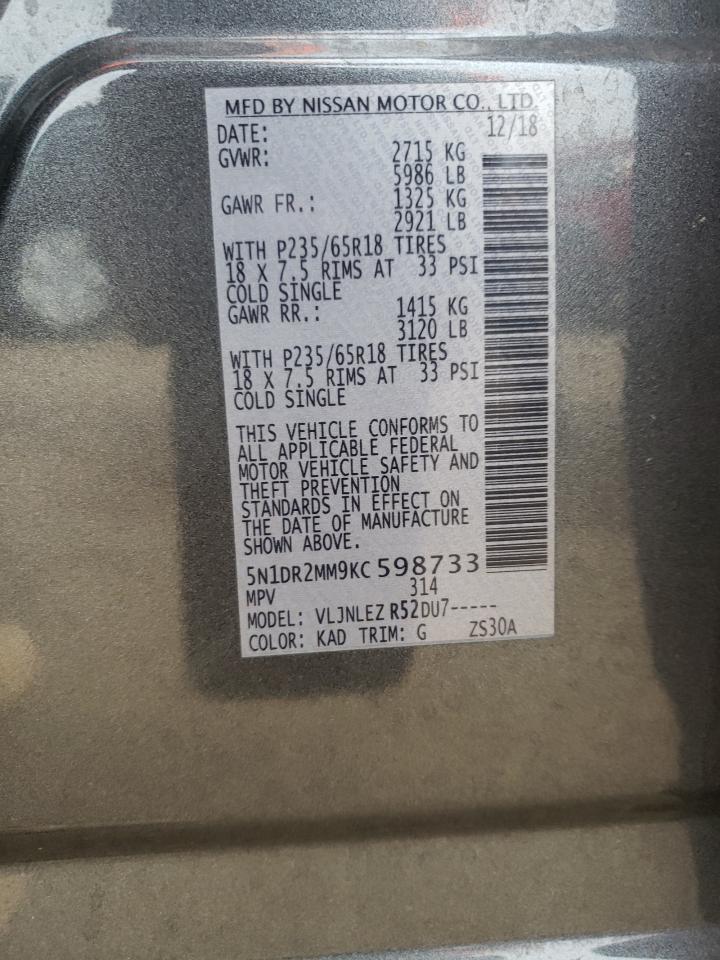 MFD BY NISSAN MOTOR CO., LTD.
DATE: 12/18
GVWR: 2715 KG
5986 LB
GAWR FR.: 1325 KG
2921 LB
WITH P235/65R18 TIRES
18 X 7.5 RIMS AT 33 PSI
COLD SINGLE
GAWR RR.: 1415 KG
3120 LB
WITH P235/65R18 TIRES
18 X 7.5 RIMS AT 33 PSI
COLD SINGLE
THIS VEHICLE CONFORMS TO
ALL APPLICABLE FEDERAL
MOTOR VEHICLE SAFETY AND
THEFT PREVENTION
STANDARDS IN EFFECT ON
THE DATE OF MANUFACTURE
SHOWN ABOVE.
5N1DR2MM9KC 598733
MPV 314
MODEL: VLJNLEZ R52DU7-----
COLOR: KAD TRIM: G ZS30A